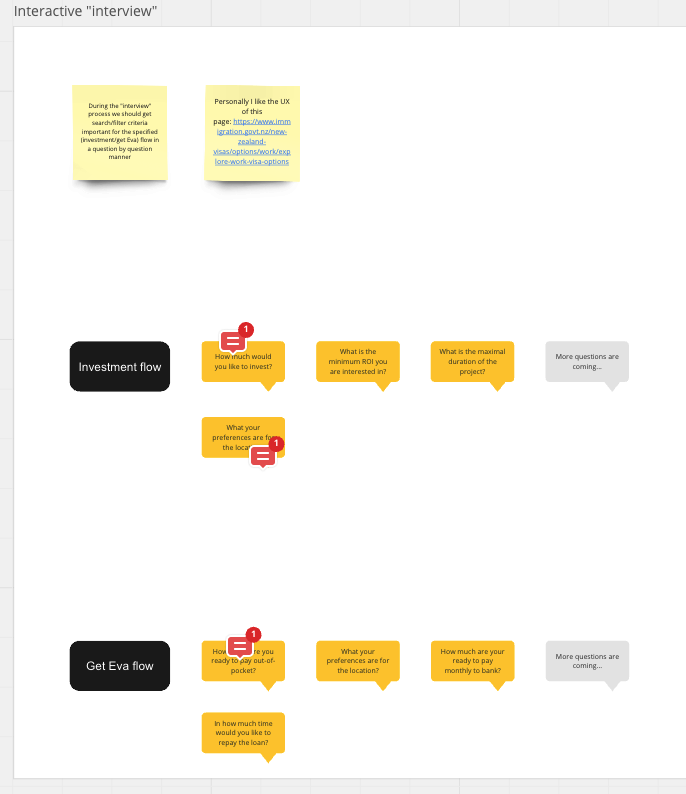 Interactive "interview"
During the "interview"
process we should get
search/filter criteria
important for the specified
(investment/get Eva) flow in
a question by question
manner
Personally I like the UX
of this
page: https://www.imm
igration.govt.nz/new-
zealand-
visas/options/work/exp
lore-work-visa-options
Investment flow
1
How much would
you like to invest?
What is the
minimum ROI you
are interested in?
What is the maximal
duration of the
project?
More questions are
coming...
What your
preferences are for
the
1
Get Eva flow
1
you
ready to pay out-of-
pocket?
What your
preferences are for
the location?
How much are your
ready to pay
monthly to bank?
More questions are
coming...
In how much time
would you like to
repay the loan?